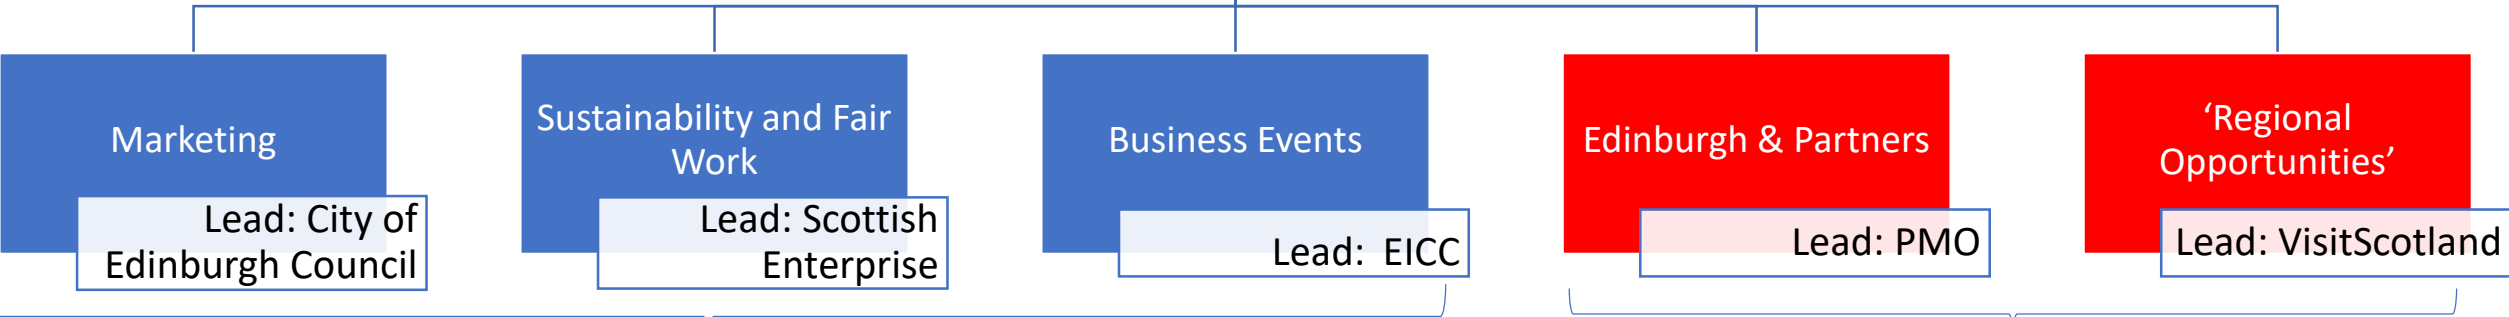 Marketing
Lead: City of
Edinburgh Council
Sustainability and Fair
Work
Lead: Scottish
Enterprise
Business Events
Lead:  EICC
Edinburgh & Partners
Lead: PMO
‘Regional
Opportunities’
Lead: VisitScotland